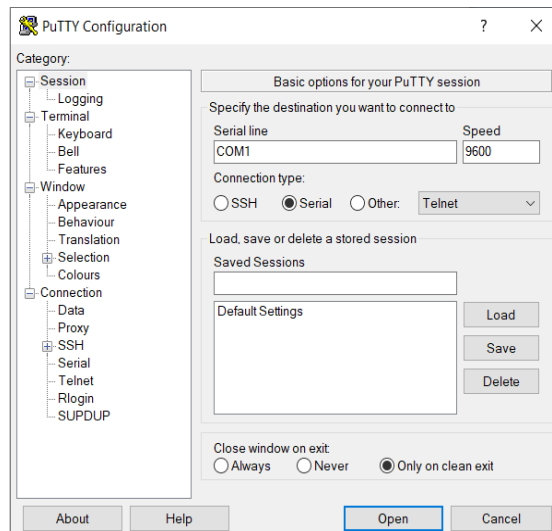 PuTTY Configuration
?
Category:
Session
Logging
Terminal
Keyboard
Bell
Features
Window
Appearance
Behaviour
Translation
Selection
Colours
Connection
Data
Proxy
SSH
Serial
Telnet
Rlogin
SUPDUP
Basic options for your PuTTY session
Specify the destination you want to connect to
Serial line Speed
COM1 9600
Connection type:
SSH Serial Other: Telnet
Load, save or delete a stored session
Saved Sessions
Default Settings
Load
Save
Delete
Close window on exit:
Always Never Only on clean exit
About Help Open Cancel